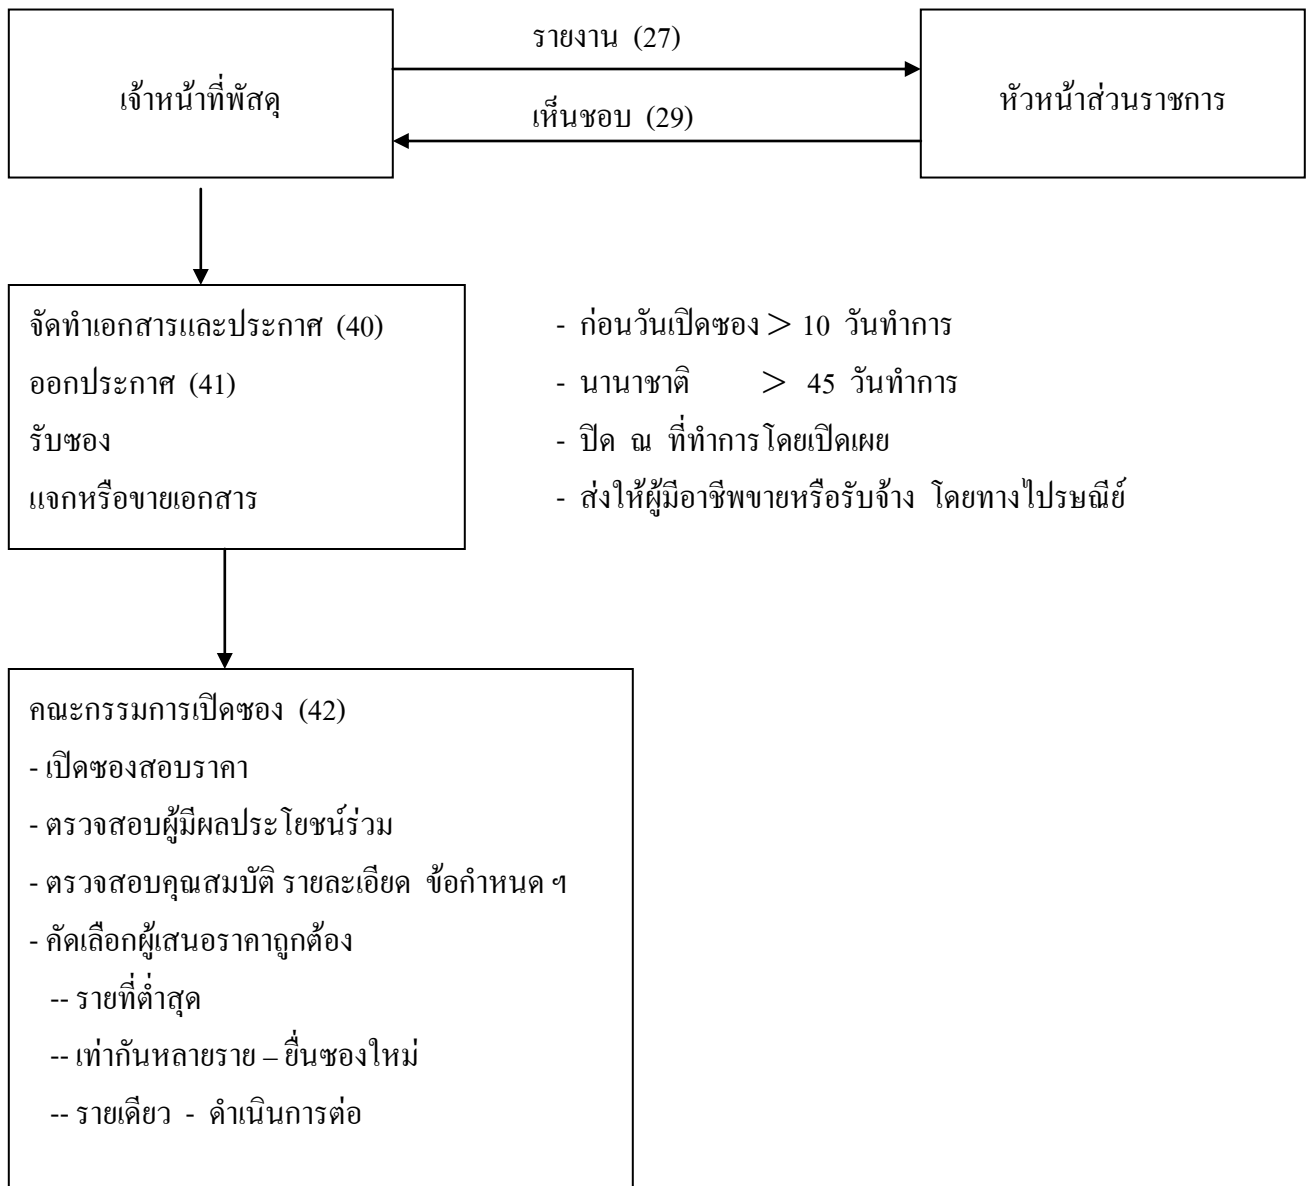 รายงาน (27)
เจ้าหน้าที่พัสดุ
หัวหน้าส่วนราชการ
เห็นชอบ (29)
จัดทำเอกสารและประกาศ (40)
ออกประกาศ (41)
รับซอง
แจกหรือขายเอกสาร
- ก่อนวันเปิดซอง > 10 วันทำการ
- นานาชาติ > 45 วันทำการ
- ปิด ณ ที่ทำการโดยเปิดเผย
- ส่งให้ผู้มีอาชีพขายหรือรับจ้าง โดยทางไปรษณีย์
คณะกรรมการเปิดซอง (42)
- เปิดซองสอบราคา
- ตรวจสอบผู้มีผลประโยชน์ร่วม
- ตรวจสอบคุณสมบัติ รายละเอียด ข้อกำหนด ฯ
- คัดเลือกผู้เสนอราคาถูกต้อง
-- รายที่ต่ำสุด
-- เท่ากันหลายราย – ยื่นซองใหม่
-- รายเดียว - ดำเนินการต่อ